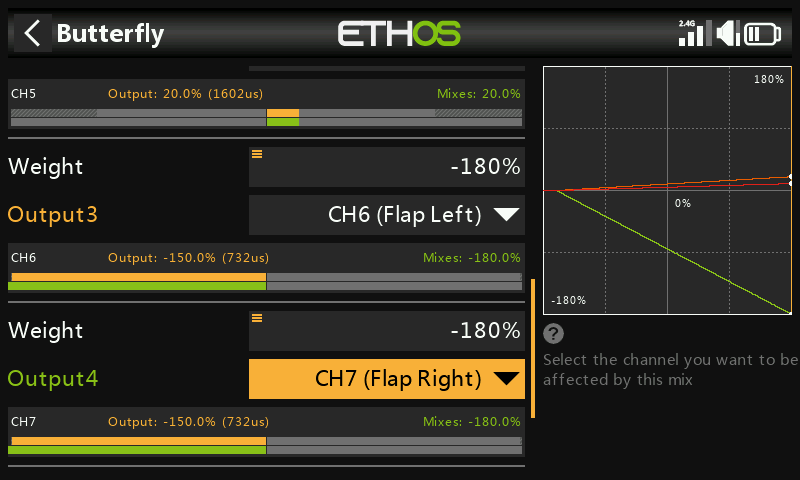 Butterfly
ETHOS
2.4G
CH5 Output: 20.0% (1602us) Mixes: 20.0%
Weight -180%
Output3 CH6 (Flap Left)
CH6 Output: -150.0% (732us) Mixes: -180.0%
Weight -180%
Output4 CH7 (Flap Right)
CH7 Output: -150.0% (732us) Mixes: -180.0%
180%
0%
-180%
?
Select the channel you want to be
affected by this mix